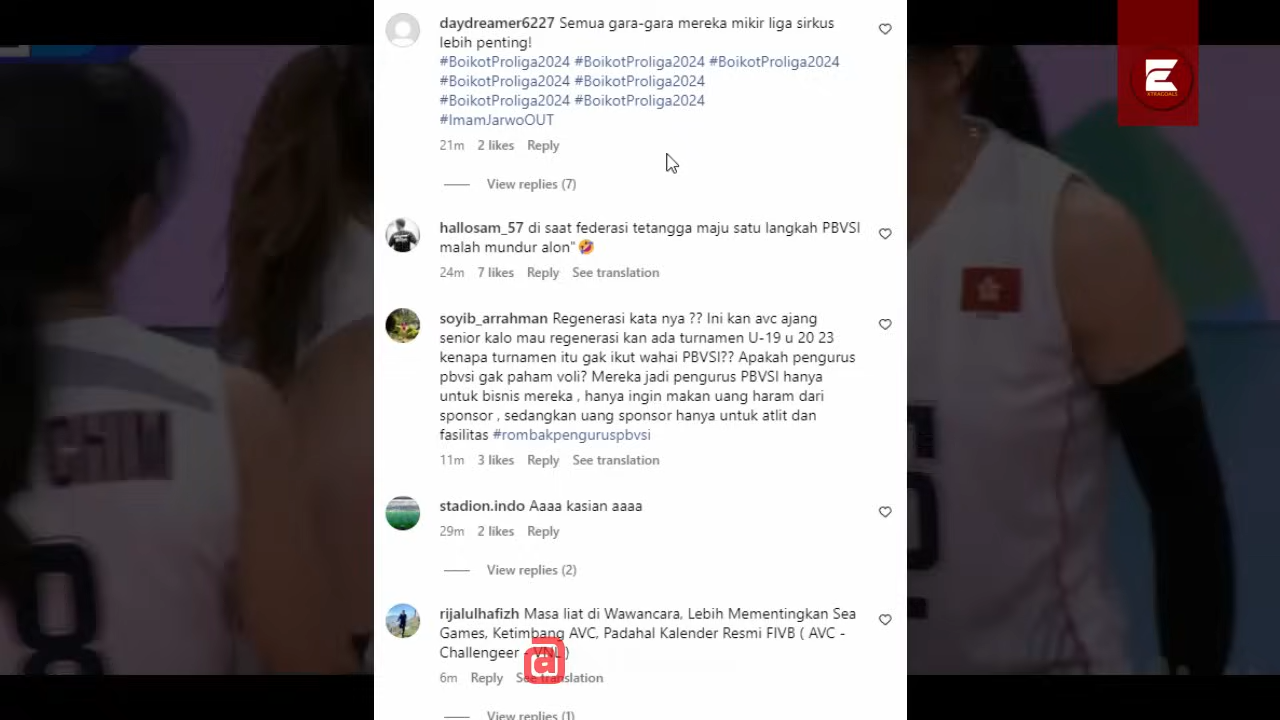 daydreamer6227 Semua gara-gara mereka mikir liga sirkus
lebih penting!
#BoikotProliga2024 #BoikotProliga2024 #BoikotProliga2024
#BoikotProliga2024 #BoikotProliga2024
#BoikotProliga2024 #BoikotProliga2024
#ImamJarwoOUT
21m 2 likes Reply
View replies (7)
hallosam_57 di saat federasi tetangga maju satu langkah PBVSI
malah mundur alon" 🤣
24m 7 likes Reply See translation
soyib_arrahman Regenerasi kata nya ?? Ini kan avc ajang
senior kalo mau regenerasi kan ada turnamen U-19 u 20 23
kenapa turnamen itu gak ikut wahai PBVSI?? Apakah pengurus
pbvsi gak paham voli? Mereka jadi pengurus PBVSI hanya
untuk bisnis mereka , hanya ingin makan uang haram dari
sponsor , sedangkan uang sponsor hanya untuk atlit dan
fasilitas #rombakpenguruspbvsi
11m 3 likes Reply See translation
stadion.indo Aaaa kasian aaaa
29m 2 likes Reply
View replies (2)
rijalulhafizh Masa liat di Wawancara, Lebih Mementingkan Sea
Games, Ketimbang AVC, Padahal Kalender Resmi FIVB ( AVC -
Challengeer - VNL )
6m Reply See translation
View replies (1)
EXTRAGOALS
CHIM
8